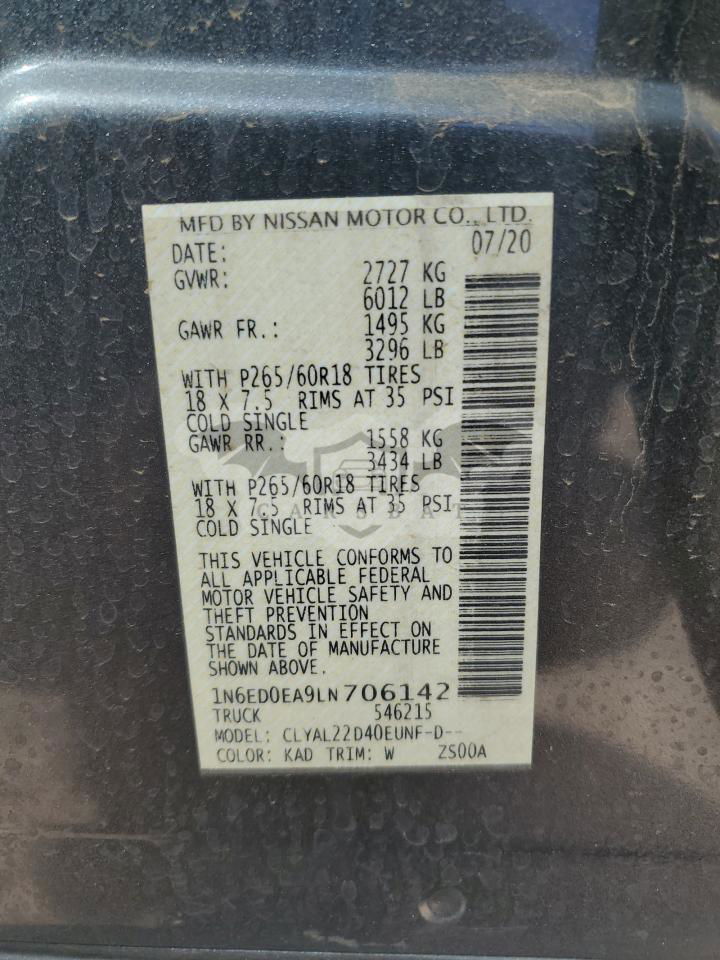 MFD BY NISSAN MOTOR CO., LTD.
DATE: 07/20
GVWR: 2727 KG
6012 LB
GAWR FR.: 1495 KG
3296 LB
WITH P265/60R18 TIRES
18 X 7.5 RIMS AT 35 PSI
COLD SINGLE
GAWR RR.: 1558 KG
3434 LB
WITH P265/60R18 TIRES
18 X 7.5 RIMS AT 35 PSI
COLD SINGLE
CARSDAT
THIS VEHICLE CONFORMS TO
ALL APPLICABLE FEDERAL
MOTOR VEHICLE SAFETY AND
THEFT PREVENTION
STANDARDS IN EFFECT ON
THE DATE OF MANUFACTURE
SHOWN ABOVE.
1N6ED0EA9LN706142
TRUCK 546215
MODEL: CLYAL22D40EUNF-D--
COLOR: KAD TRIM: W ZS00A